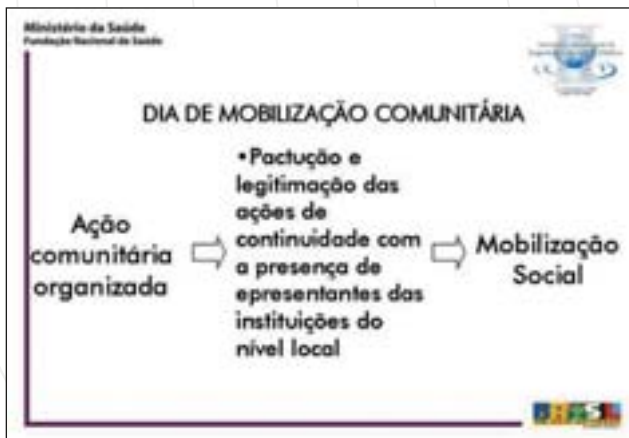 Ministério da Saúde
Fundação Nacional de Saúde
DIA DE MOBILIZAÇÃO COMUNITÁRIA
Ação
comunitária
organizada
•Pactução e
legitimação das
ações de
continuidade com
a presença de
epresentantes das
instituições do
nível local
Mobilização
Social
BRASIL